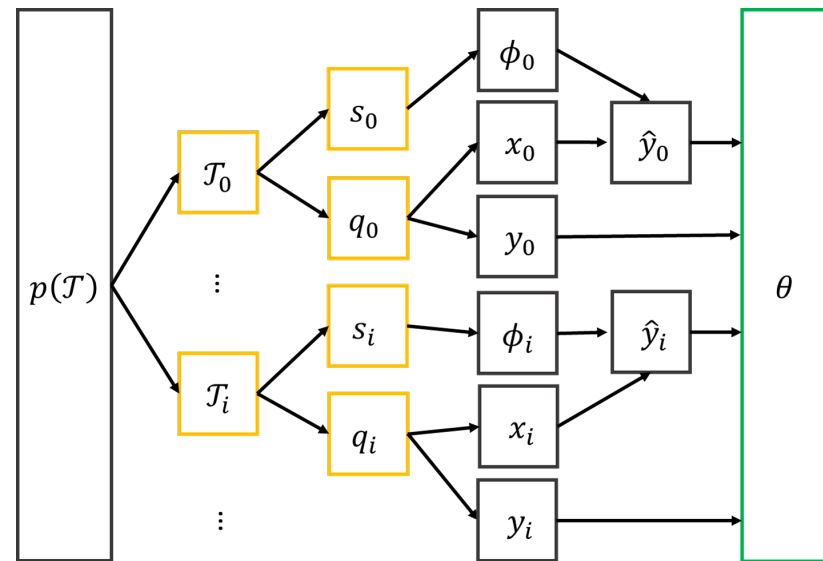 p(𝒯)
𝒯₀
s₀
q₀
ϕ₀
x₀
y₀
ŷ₀
⋮
𝒯ᵢ
sᵢ
qᵢ
ϕᵢ
xᵢ
yᵢ
ŷᵢ
⋮
θ